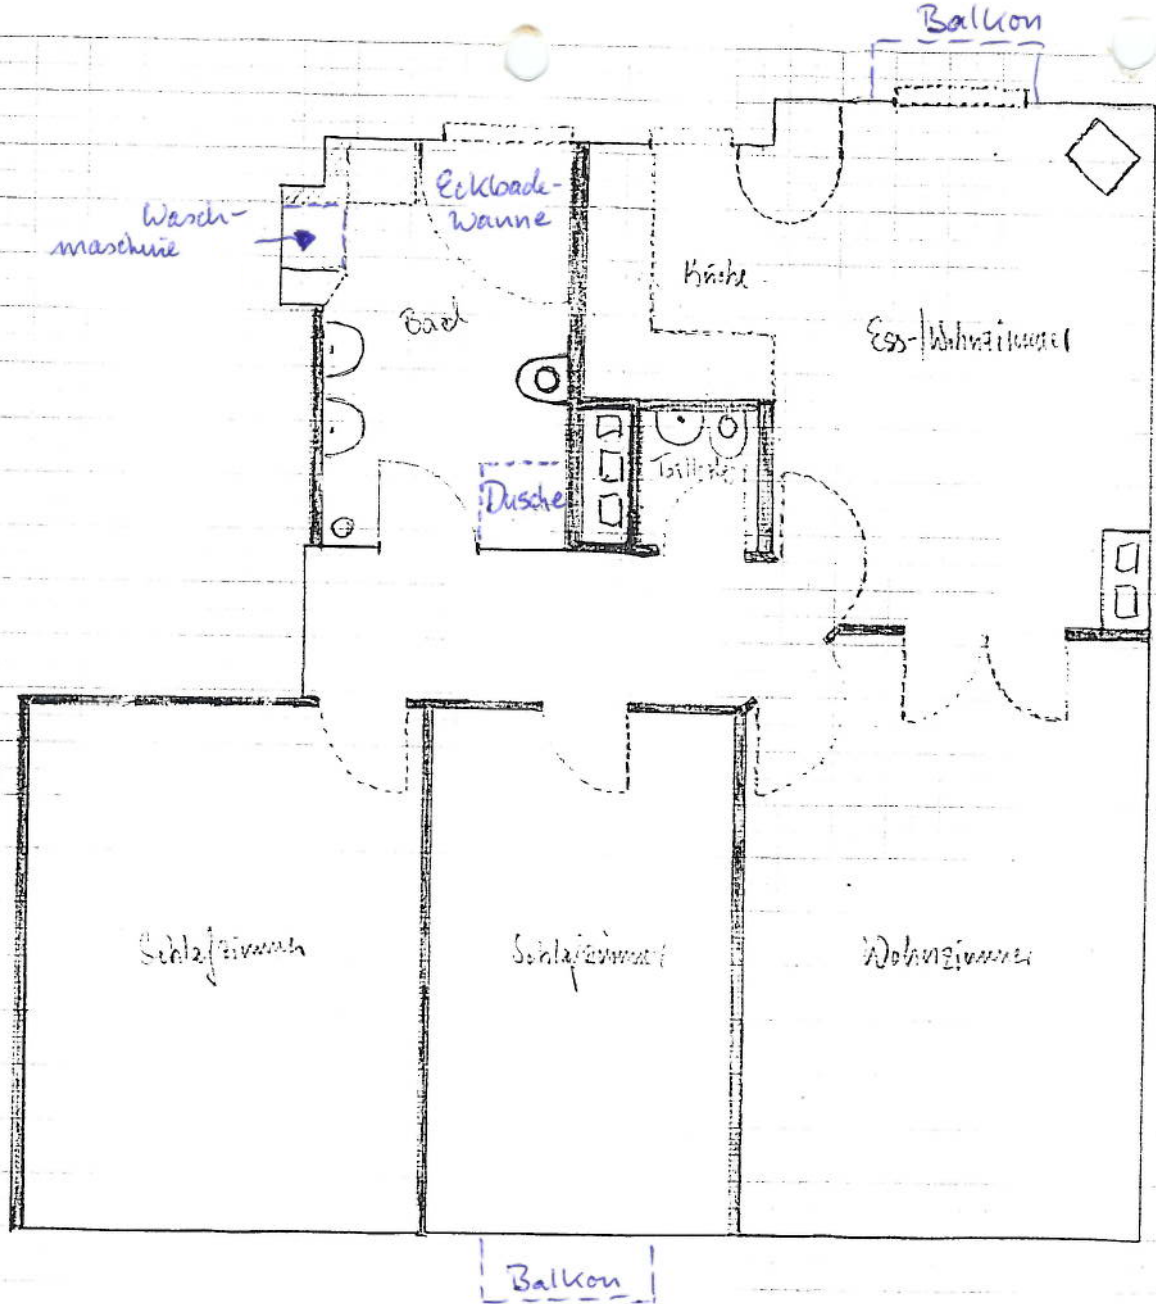 Balkon
Eckbade-
Wanne
Wasch-
maschine
Küche
Bad
Ess-/Wohnzimmer
Dusche
Toilette
Schlafzimmer
Schlafzimmer
Wohnzimmer
Balkon